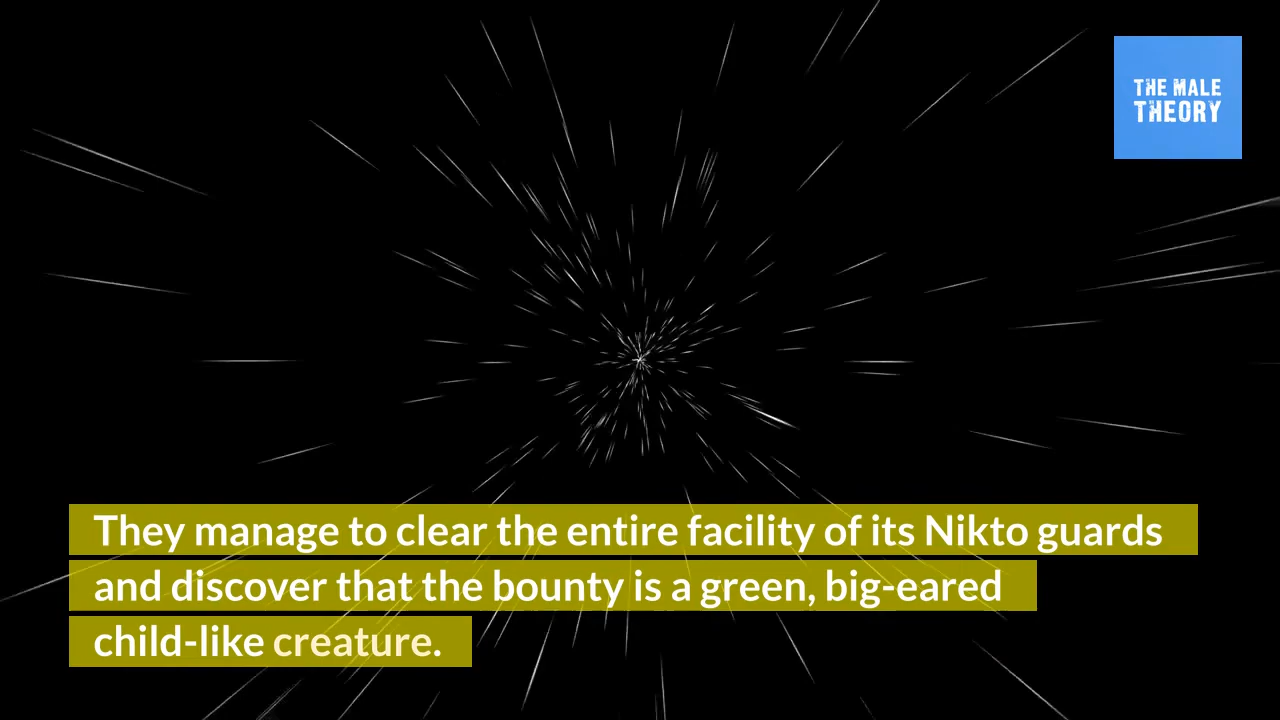 THE MALE
THEORY
They manage to clear the entire facility of its Nikto guards
and discover that the bounty is a green, big-eared
child-like creature.